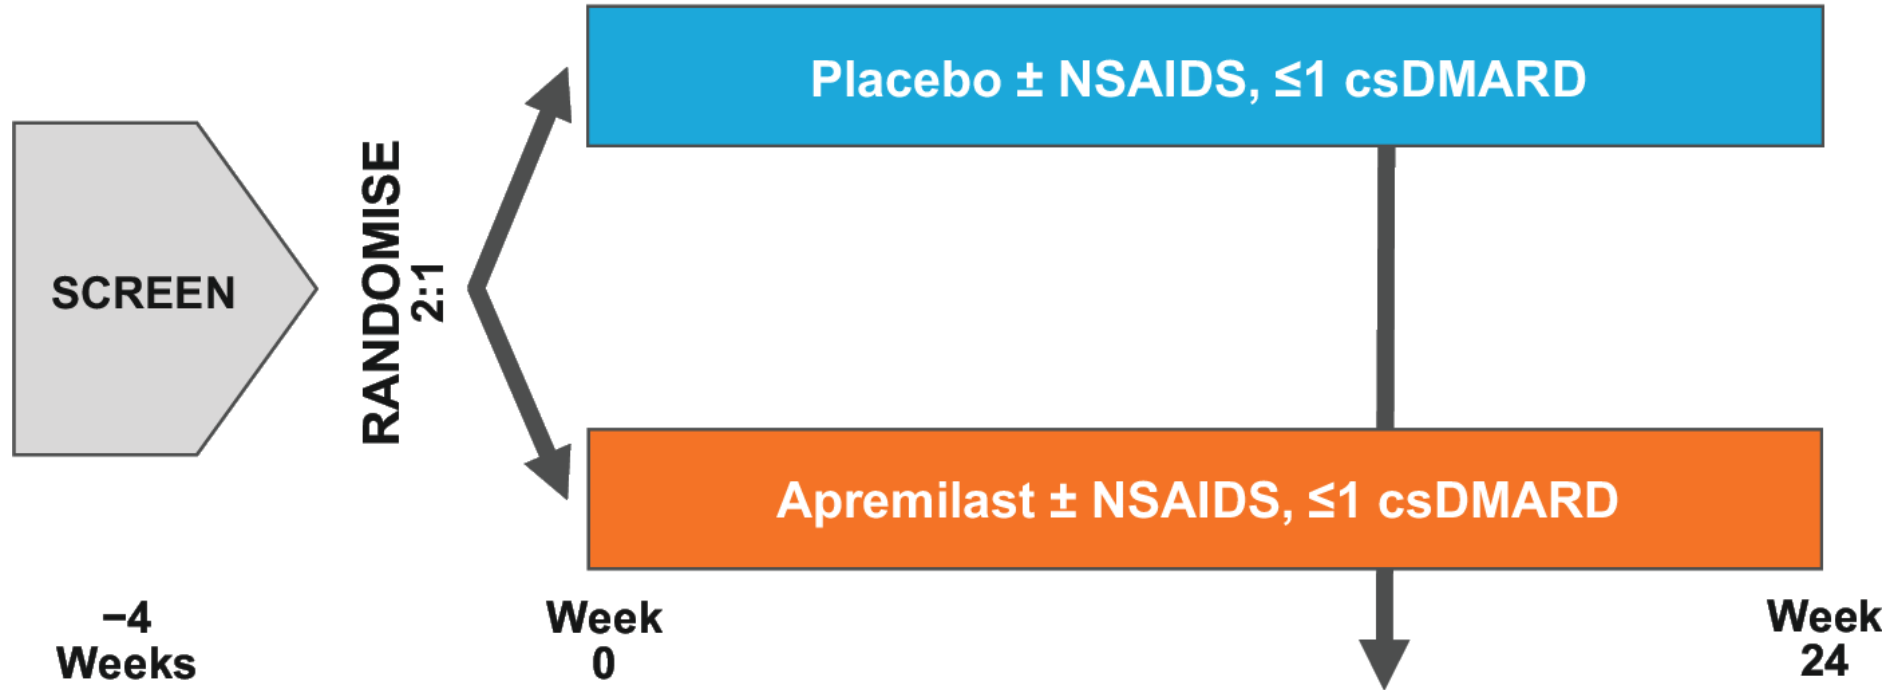 Placebo ± NSAIDS, ≤1 csDMARD
SCREEN
RANDOMISE
2:1
Apremilast ± NSAIDS, ≤1 csDMARD
−4
Weeks
Week
0
Week
24